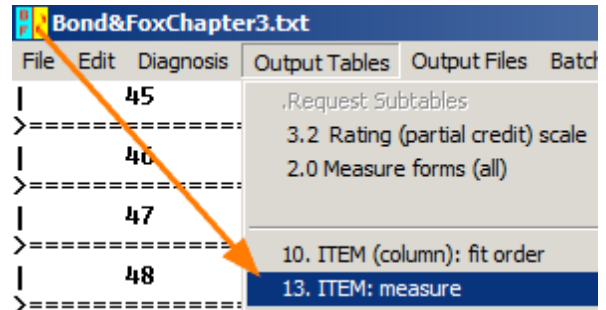 B F Bond&FoxChapter3.txt
File Edit Diagnosis Output Tables Output Files Batch
| 45
>==============
| 46
>==============
| 47
>==============
| 48
>==============
.Request Subtables
3.2 Rating (partial credit) scale
2.0 Measure forms (all)
10. ITEM (column): fit order
13. ITEM: measure